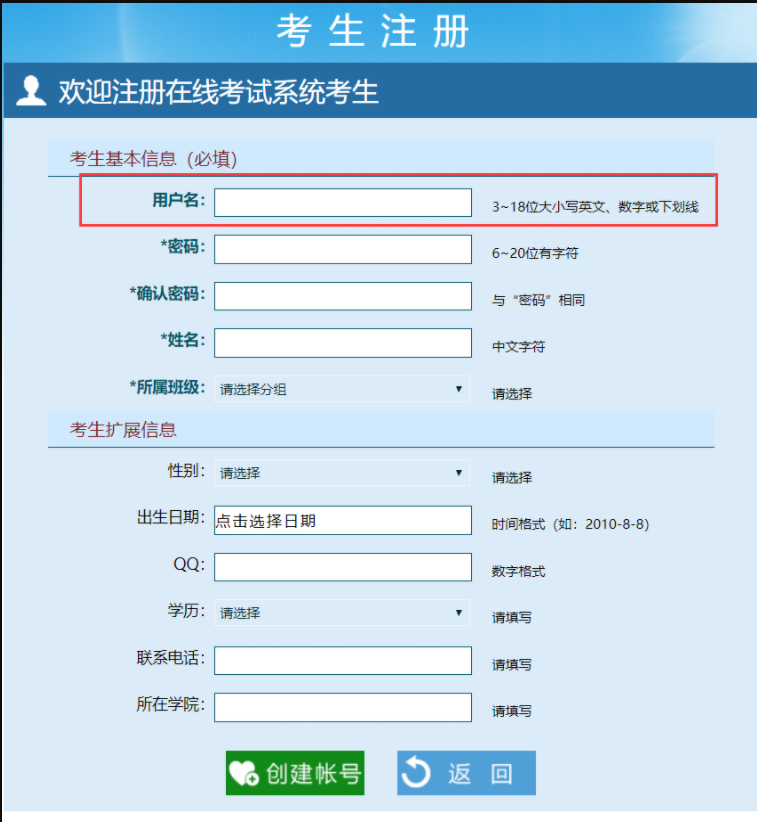 考生注册
欢迎注册在线考试系统考生
考生基本信息（必填）
用户名： 3~18位大小写英文、数字或下划线
*密码： 6~20位有字符
*确认密码： 与“密码”相同
*姓名： 中文字符
*所属班级： 请选择分组 请选择
考生扩展信息
性别： 请选择 请选择
出生日期： 点击选择日期 时间格式（如：2010-8-8）
QQ： 数字格式
学历： 请选择 请填写
联系电话： 请填写
所在学院： 请填写
创建帐号 返 回